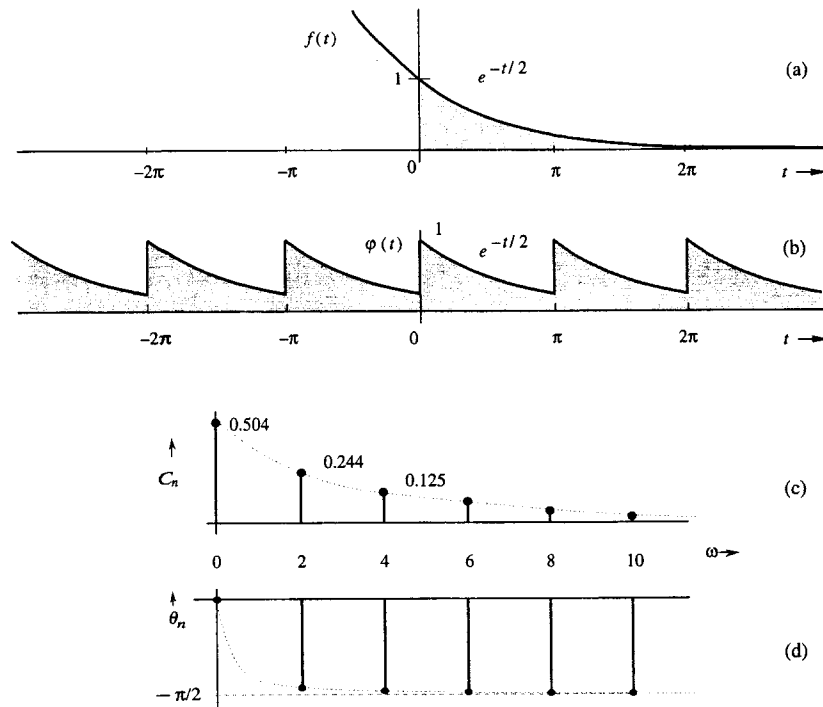 f(t)
1
e^{-t/2}
(a)
−2π −π 0 π 2π t →
φ(t) 1 e^{-t/2} (b)
−2π −π 0 π 2π t →
0.504
0.244
0.125
↑
C_n
(c)
0 2 4 6 8 10 ω→
↑
θ_n
(d)
−π/2